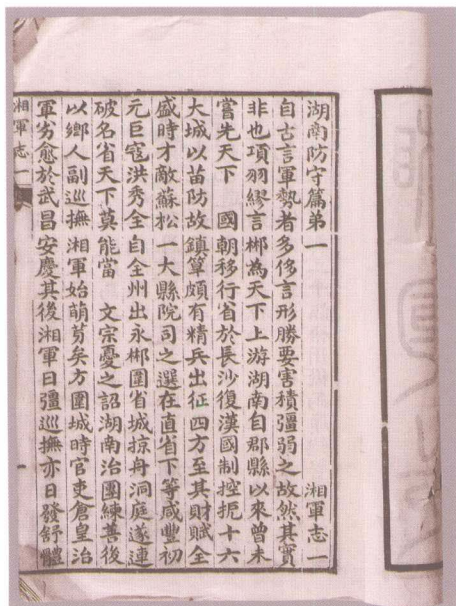 湖南防守篇弟一　湘軍志一
自古言軍勢者多侈言形勝要害積彊弱之故然其實
非也項羽繆言郴為天下上游湖南自郡縣以來曾未
嘗先天下　國朝移行省於長沙復漢國制控扼十六
大城以苗防故鎮筸頗有精兵出征四方至其財賦全
盛時才敵蘇松一大縣院司之選在直省下等咸豐初
元巨寇洪秀全自全州出永郴圍省城掠舟洞庭遂連
破名省天下莫能當　文宗憂之詔湖南治團練善後
以鄉人副巡撫湘軍始萌芽矣方圍城時官吏倉皇治
軍劣愈於武昌安慶其後湘軍日彊巡撫亦日發舒體
湘軍志一